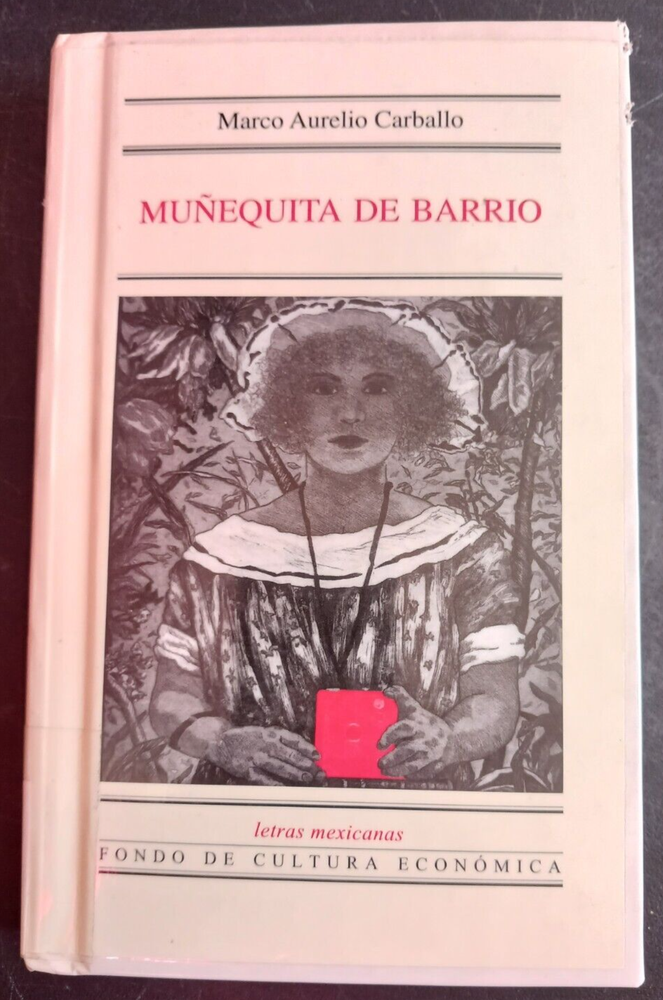 Marco Aurelio Carballo
MUÑEQUITA DE BARRIO
letras mexicanas
FONDO DE CULTURA ECONÓMICA